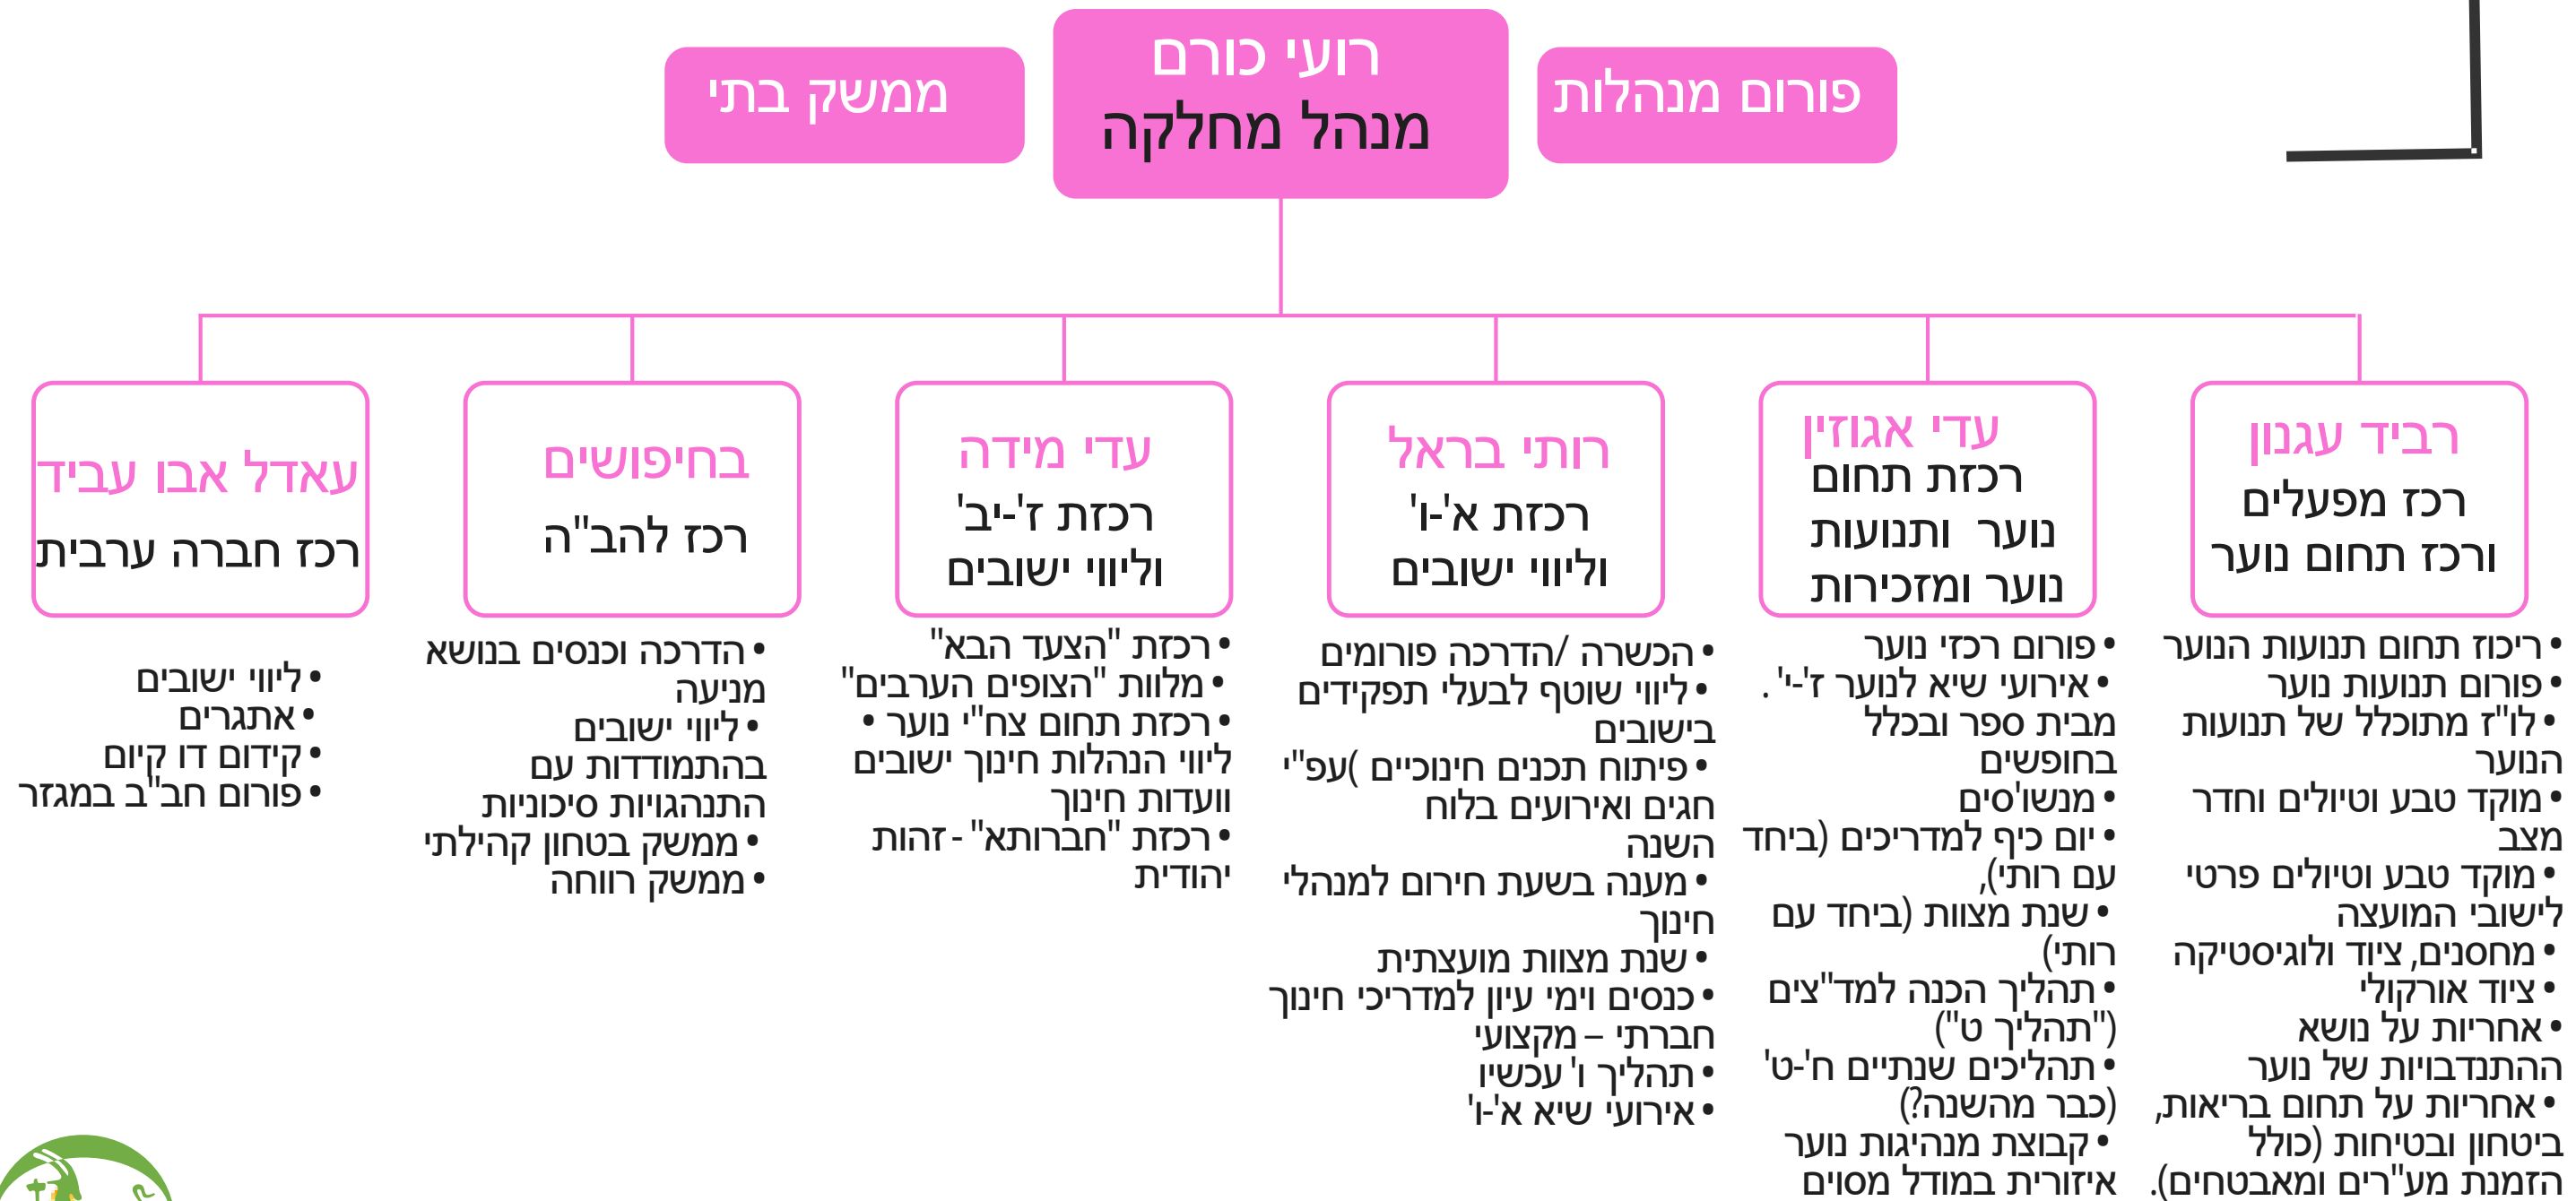 פורום מנהלות
רועי כורם
מנהל מחלקה
ממשק בתי
רביד עגנון
רכז מפעלים
ורכז תחום נוער
•ריכוז תחום תנועות הנוער
•פורום תנועות נוער
•לו"ז מתוכלל של תנועות
הנוער
•מוקד טבע וטיולים וחדר
מצב
•מוקד טבע וטיולים פרטי
לישובי המועצה
•מחסנים, ציוד ולוגיסטיקה
•ציוד אורקולי
•אחריות על נושא
ההתנדבויות של נוער
•אחריות על תחום בריאות,
ביטחון ובטיחות (כולל
הזמנת מע"רים ומאבטחים).
עדי אגוזין
רכזת תחום
נוער ותנועות
נוער ומזכירות
•פורום רכזי נוער
•אירועי שיא לנוער ז'-י' .
מבית ספר ובכלל
בחופשים
•מנשו'סים
•יום כיף למדריכים (ביחד
עם רותי),
•שנת מצוות (ביחד עם
רותי)
•תהליך הכנה למד"צים
("תהליך ט")
•תהליכים שנתיים ח'-ט'
(כבר מהשנה?)
•קבוצת מנהיגות נוער
איזורית במודל מסוים
רותי בראל
רכזת א'-ו'
וליווי ישובים
•הכשרה /הדרכה פורומים
•ליווי שוטף לבעלי תפקידים
בישובים
•פיתוח תכנים חינוכיים )עפ"י
חגים ואירועים בלוח
השנה
•מענה בשעת חירום למנהלי
חינוך
•שנת מצוות מועצתית
•כנסים וימי עיון למדריכי חינוך
חברתי – מקצועי
•תהליך ו' עכשיו
•אירועי שיא א'-ו'
עדי מידה
רכזת ז'-יב'
וליווי ישובים
•רכזת "הצעד הבא"
•מלוות "הצופים הערבים"
•רכזת תחום צח"י נוער •
ליווי הנהלות חינוך ישובים
וועדות חינוך
•רכזת "חברותא" - זהות
יהודית
בחיפושים
רכז להב"ה
•הדרכה וכנסים בנושא
מניעה
•ליווי ישובים
בהתמודדות עם
התנהגויות סיכוניות
•ממשק בטחון קהילתי
•ממשק רווחה
עאדל אבו עביד
רכז חברה ערבית
•ליווי ישובים
•אתגרים
•קידום דו קיום
•פורום חב"ב במגזר